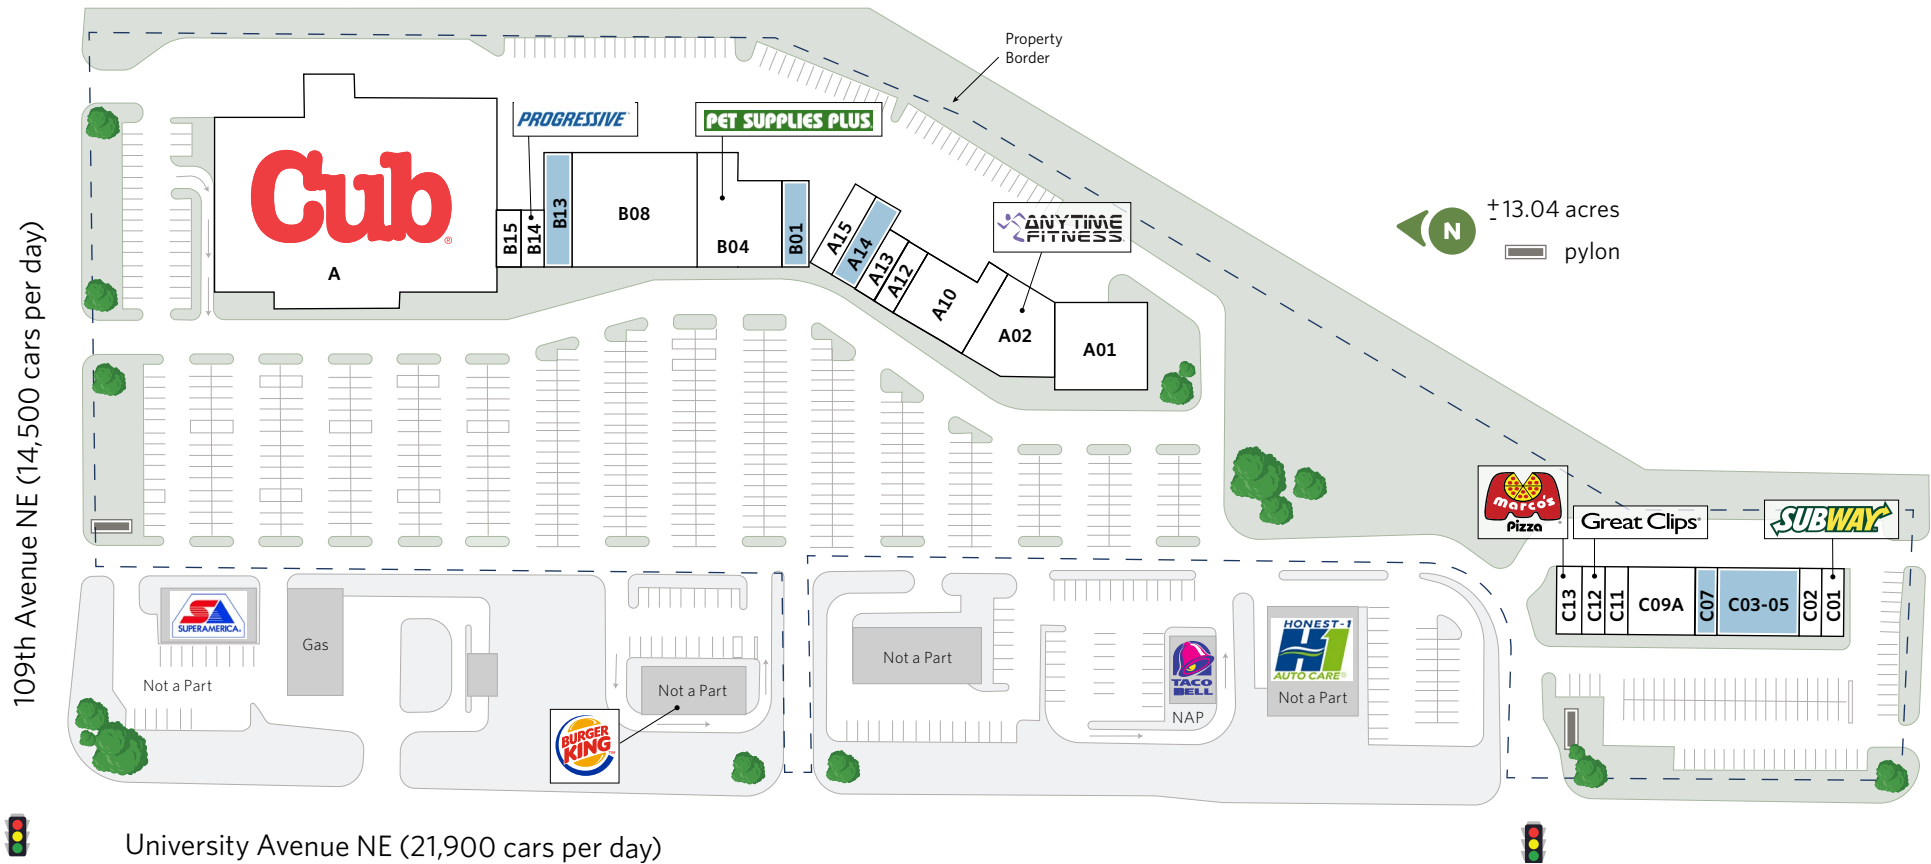 Property
Border
PROGRESSIVE
PET SUPPLIES PLUS
Cub
A
B15
B14
B13
B08
B04
B01
A15
A14
A13
A12
A10
ANYTIME
FITNESS
A02
A01
N
±13.04 acres
pylon
109th Avenue NE (14,500 cars per day)
marco's
Pizza
Great Clips
SUBWAY
C13
C12
C11
C09A
C07
C03-05
C02
C01
SA
SUPERAMERICA
Not a Part
Gas
Not a Part
BURGER
KING
Not a Part
TACO
BELL
NAP
HONEST-1
H1
AUTO CARE
Not a Part
University Avenue NE (21,900 cars per day)